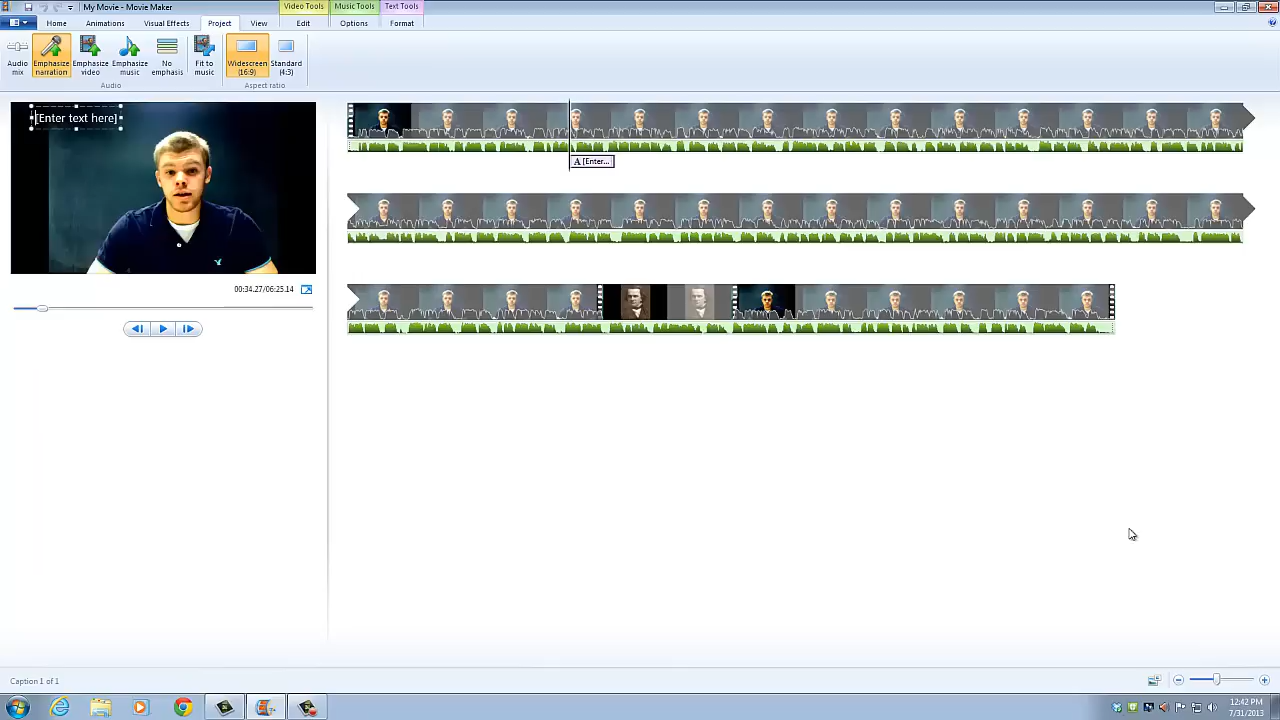 My Movie - Movie Maker
Video Tools
Music Tools
Text Tools
Home
Animations
Visual Effects
Project
View
Edit
Options
Format
Audio mix
Emphasize narration
Emphasize video
Emphasize music
No emphasis
Fit to music
Widescreen (16:9)
Standard (4:3)
Audio
Aspect ratio
[Enter text here]
A [Enter...
00:34.27/06:25.14
Caption 1 of 1
12:42 PM
7/31/2013